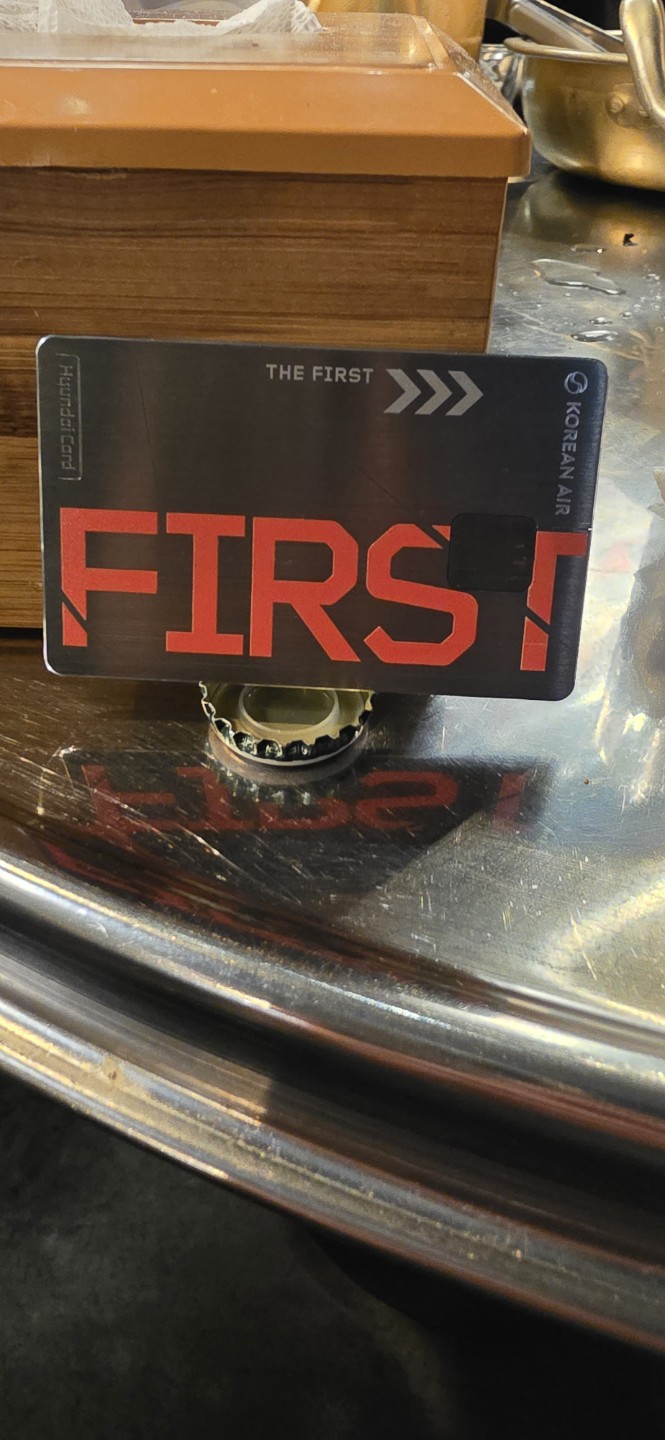 THE FIRST
Hyundai Card
KOREAN AIR
FIRST